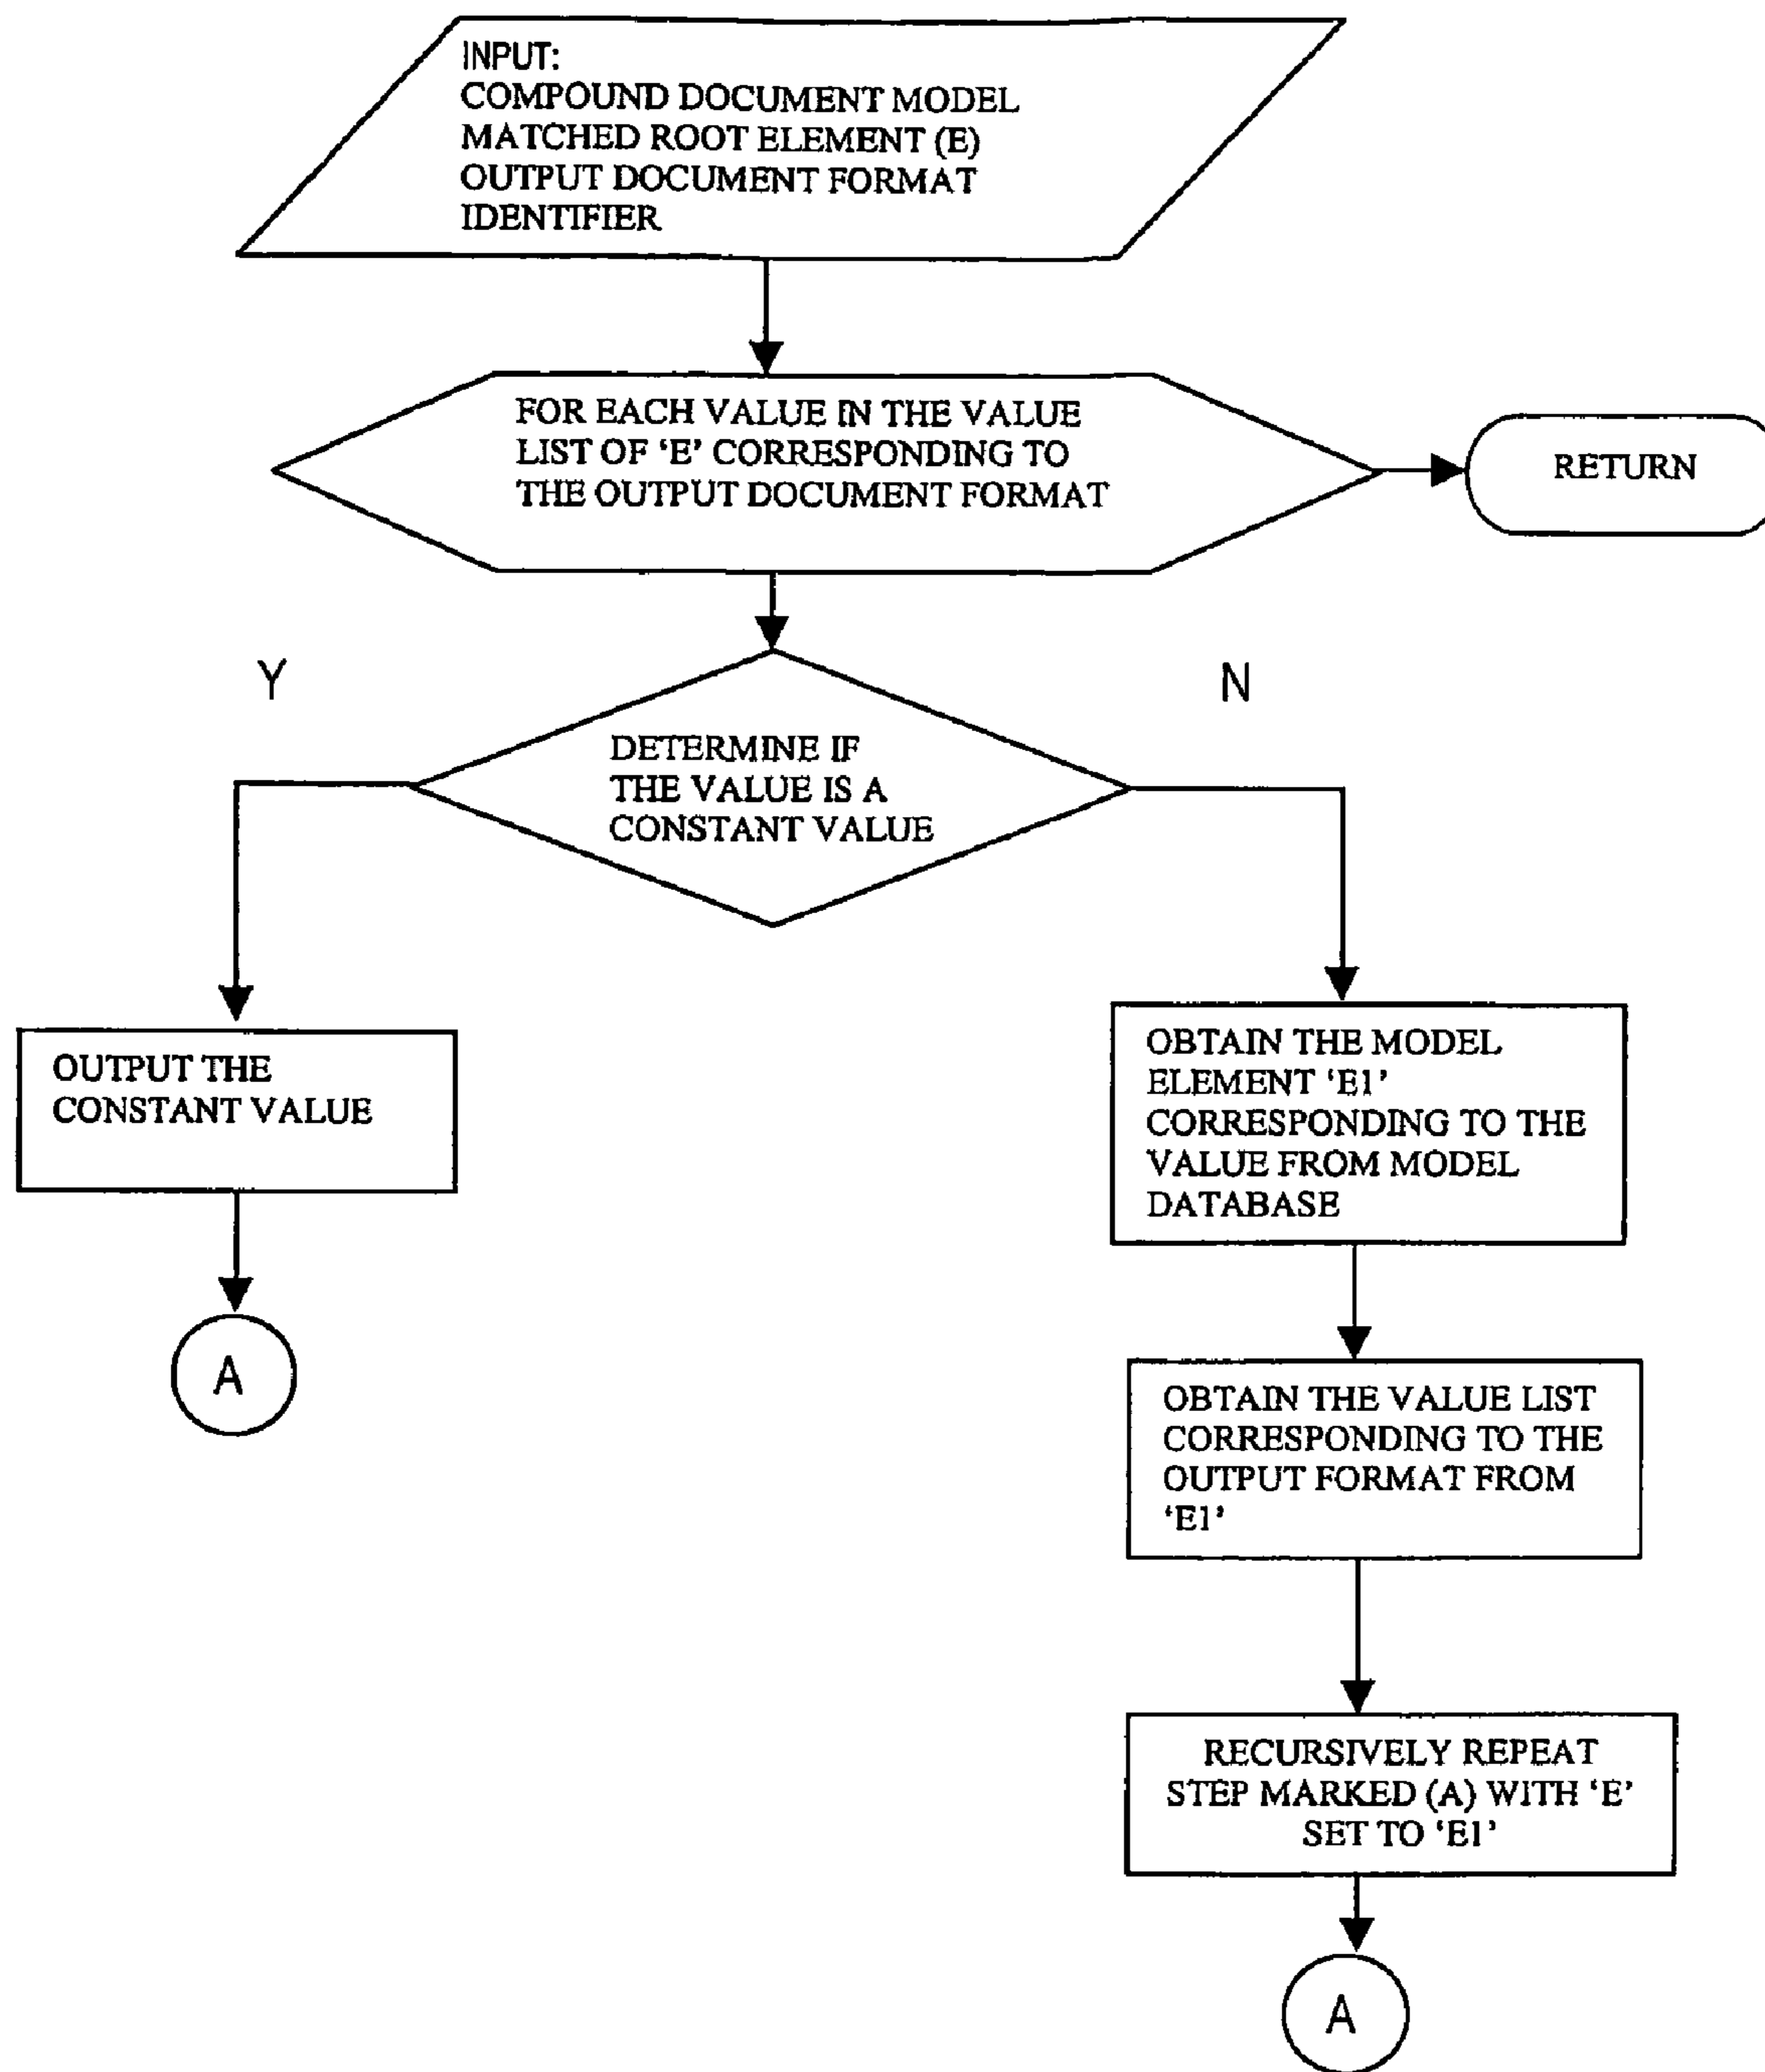 INPUT:
COMPOUND DOCUMENT MODEL
MATCHED ROOT ELEMENT (E)
OUTPUT DOCUMENT FORMAT
IDENTIFIER
FOR EACH VALUE IN THE VALUE
LIST OF ‘E’ CORRESPONDING TO
THE OUTPUT DOCUMENT FORMAT
RETURN
Y
N
DETERMINE IF
THE VALUE IS A
CONSTANT VALUE
OUTPUT THE
CONSTANT VALUE
A
OBTAIN THE MODEL
ELEMENT ‘E1’
CORRESPONDING TO THE
VALUE FROM MODEL
DATABASE
OBTAIN THE VALUE LIST
CORRESPONDING TO THE
OUTPUT FORMAT FROM
‘E1’
RECURSIVELY REPEAT
STEP MARKED (A) WITH ‘E’
SET TO ‘E1’
A